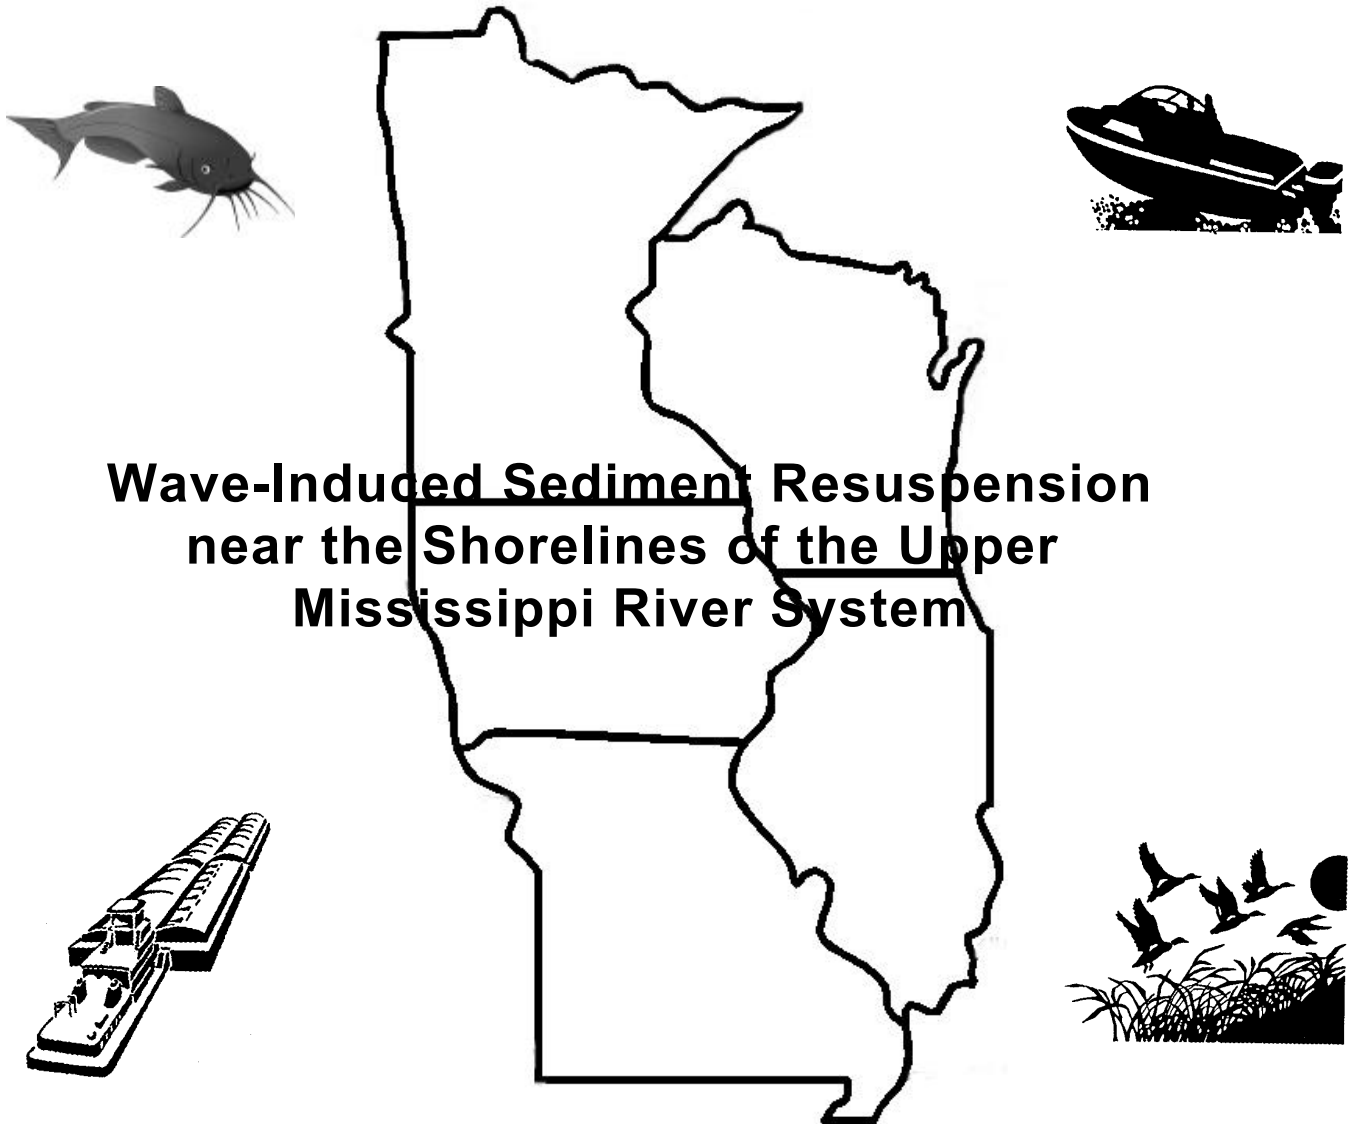 Wave-Induced Sediment Resuspension
near the Shorelines of the Upper
Mississippi River System